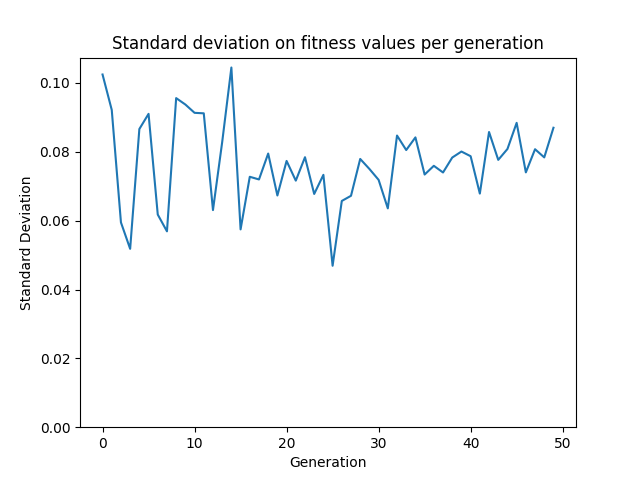 Standard deviation on fitness values per generation
Standard Deviation
0.10
0.08
0.06
0.04
0.02
0.00
0 10 20 30 40 50
Generation